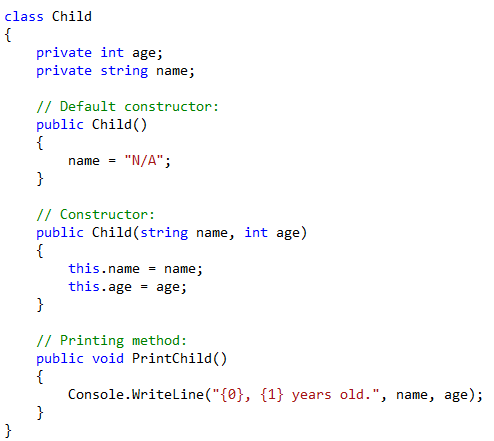 class Child
{
    private int age;
    private string name;

    // Default constructor:
    public Child()
    {
        name = "N/A";
    }

    // Constructor:
    public Child(string name, int age)
    {
        this.name = name;
        this.age = age;
    }

    // Printing method:
    public void PrintChild()
    {
        Console.WriteLine("{0}, {1} years old.", name, age);
    }
}